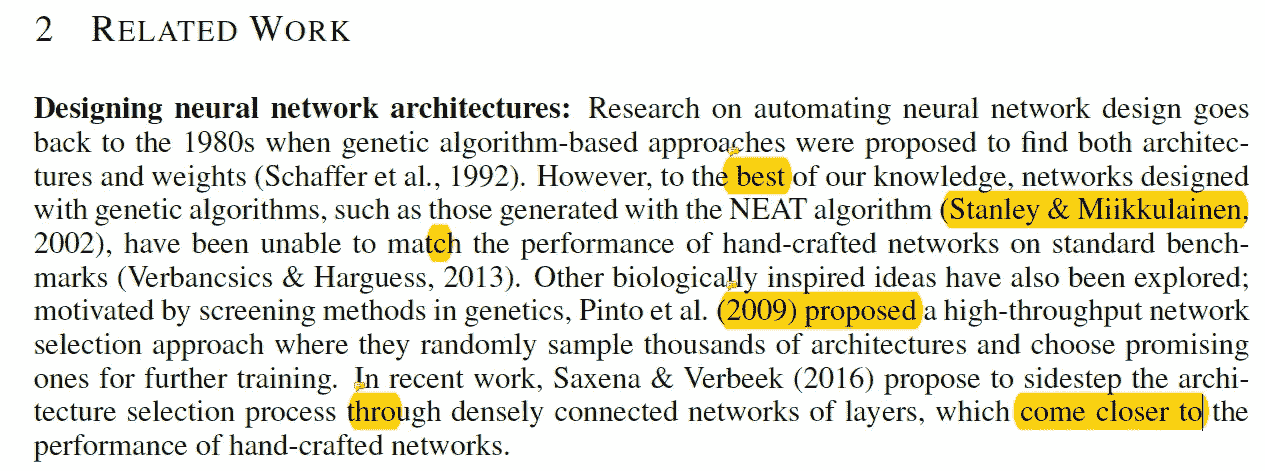 2 RELATED WORK
Designing neural network architectures: Research on automating neural network design goes
back to the 1980s when genetic algorithm-based approaches were proposed to find both architec-
tures and weights (Schaffer et al., 1992). However, to the best of our knowledge, networks designed
with genetic algorithms, such as those generated with the NEAT algorithm (Stanley & Miikkulainen,
2002), have been unable to match the performance of hand-crafted networks on standard bench-
marks (Verbancsics & Harguess, 2013). Other biologically inspired ideas have also been explored;
motivated by screening methods in genetics, Pinto et al. (2009) proposed a high-throughput network
selection approach where they randomly sample thousands of architectures and choose promising
ones for further training. In recent work, Saxena & Verbeek (2016) propose to sidestep the archi-
tecture selection process through densely connected networks of layers, which come closer to the
performance of hand-crafted networks.